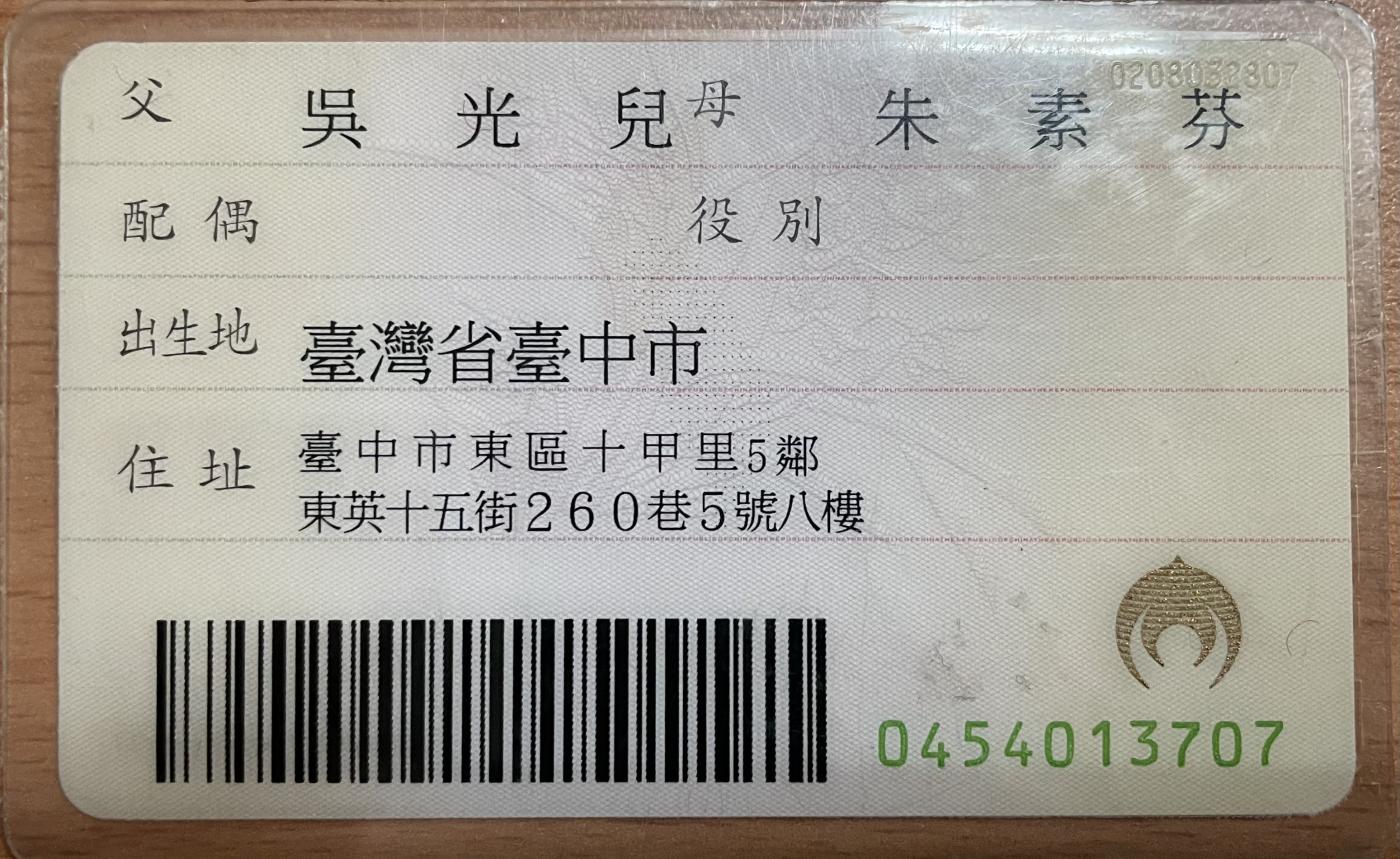 0208032807
父 吳光兒 母 朱素芬
配偶 役別
出生地 臺灣省臺中市
住址 臺中市東區十甲里5鄰
東英十五街260巷5號八樓
0454013707